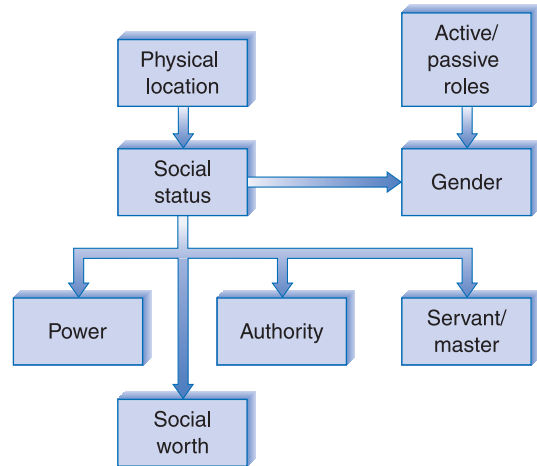 Physical
location
Active/
passive
roles
Social
status
Gender
Power
Authority
Servant/
master
Social
worth